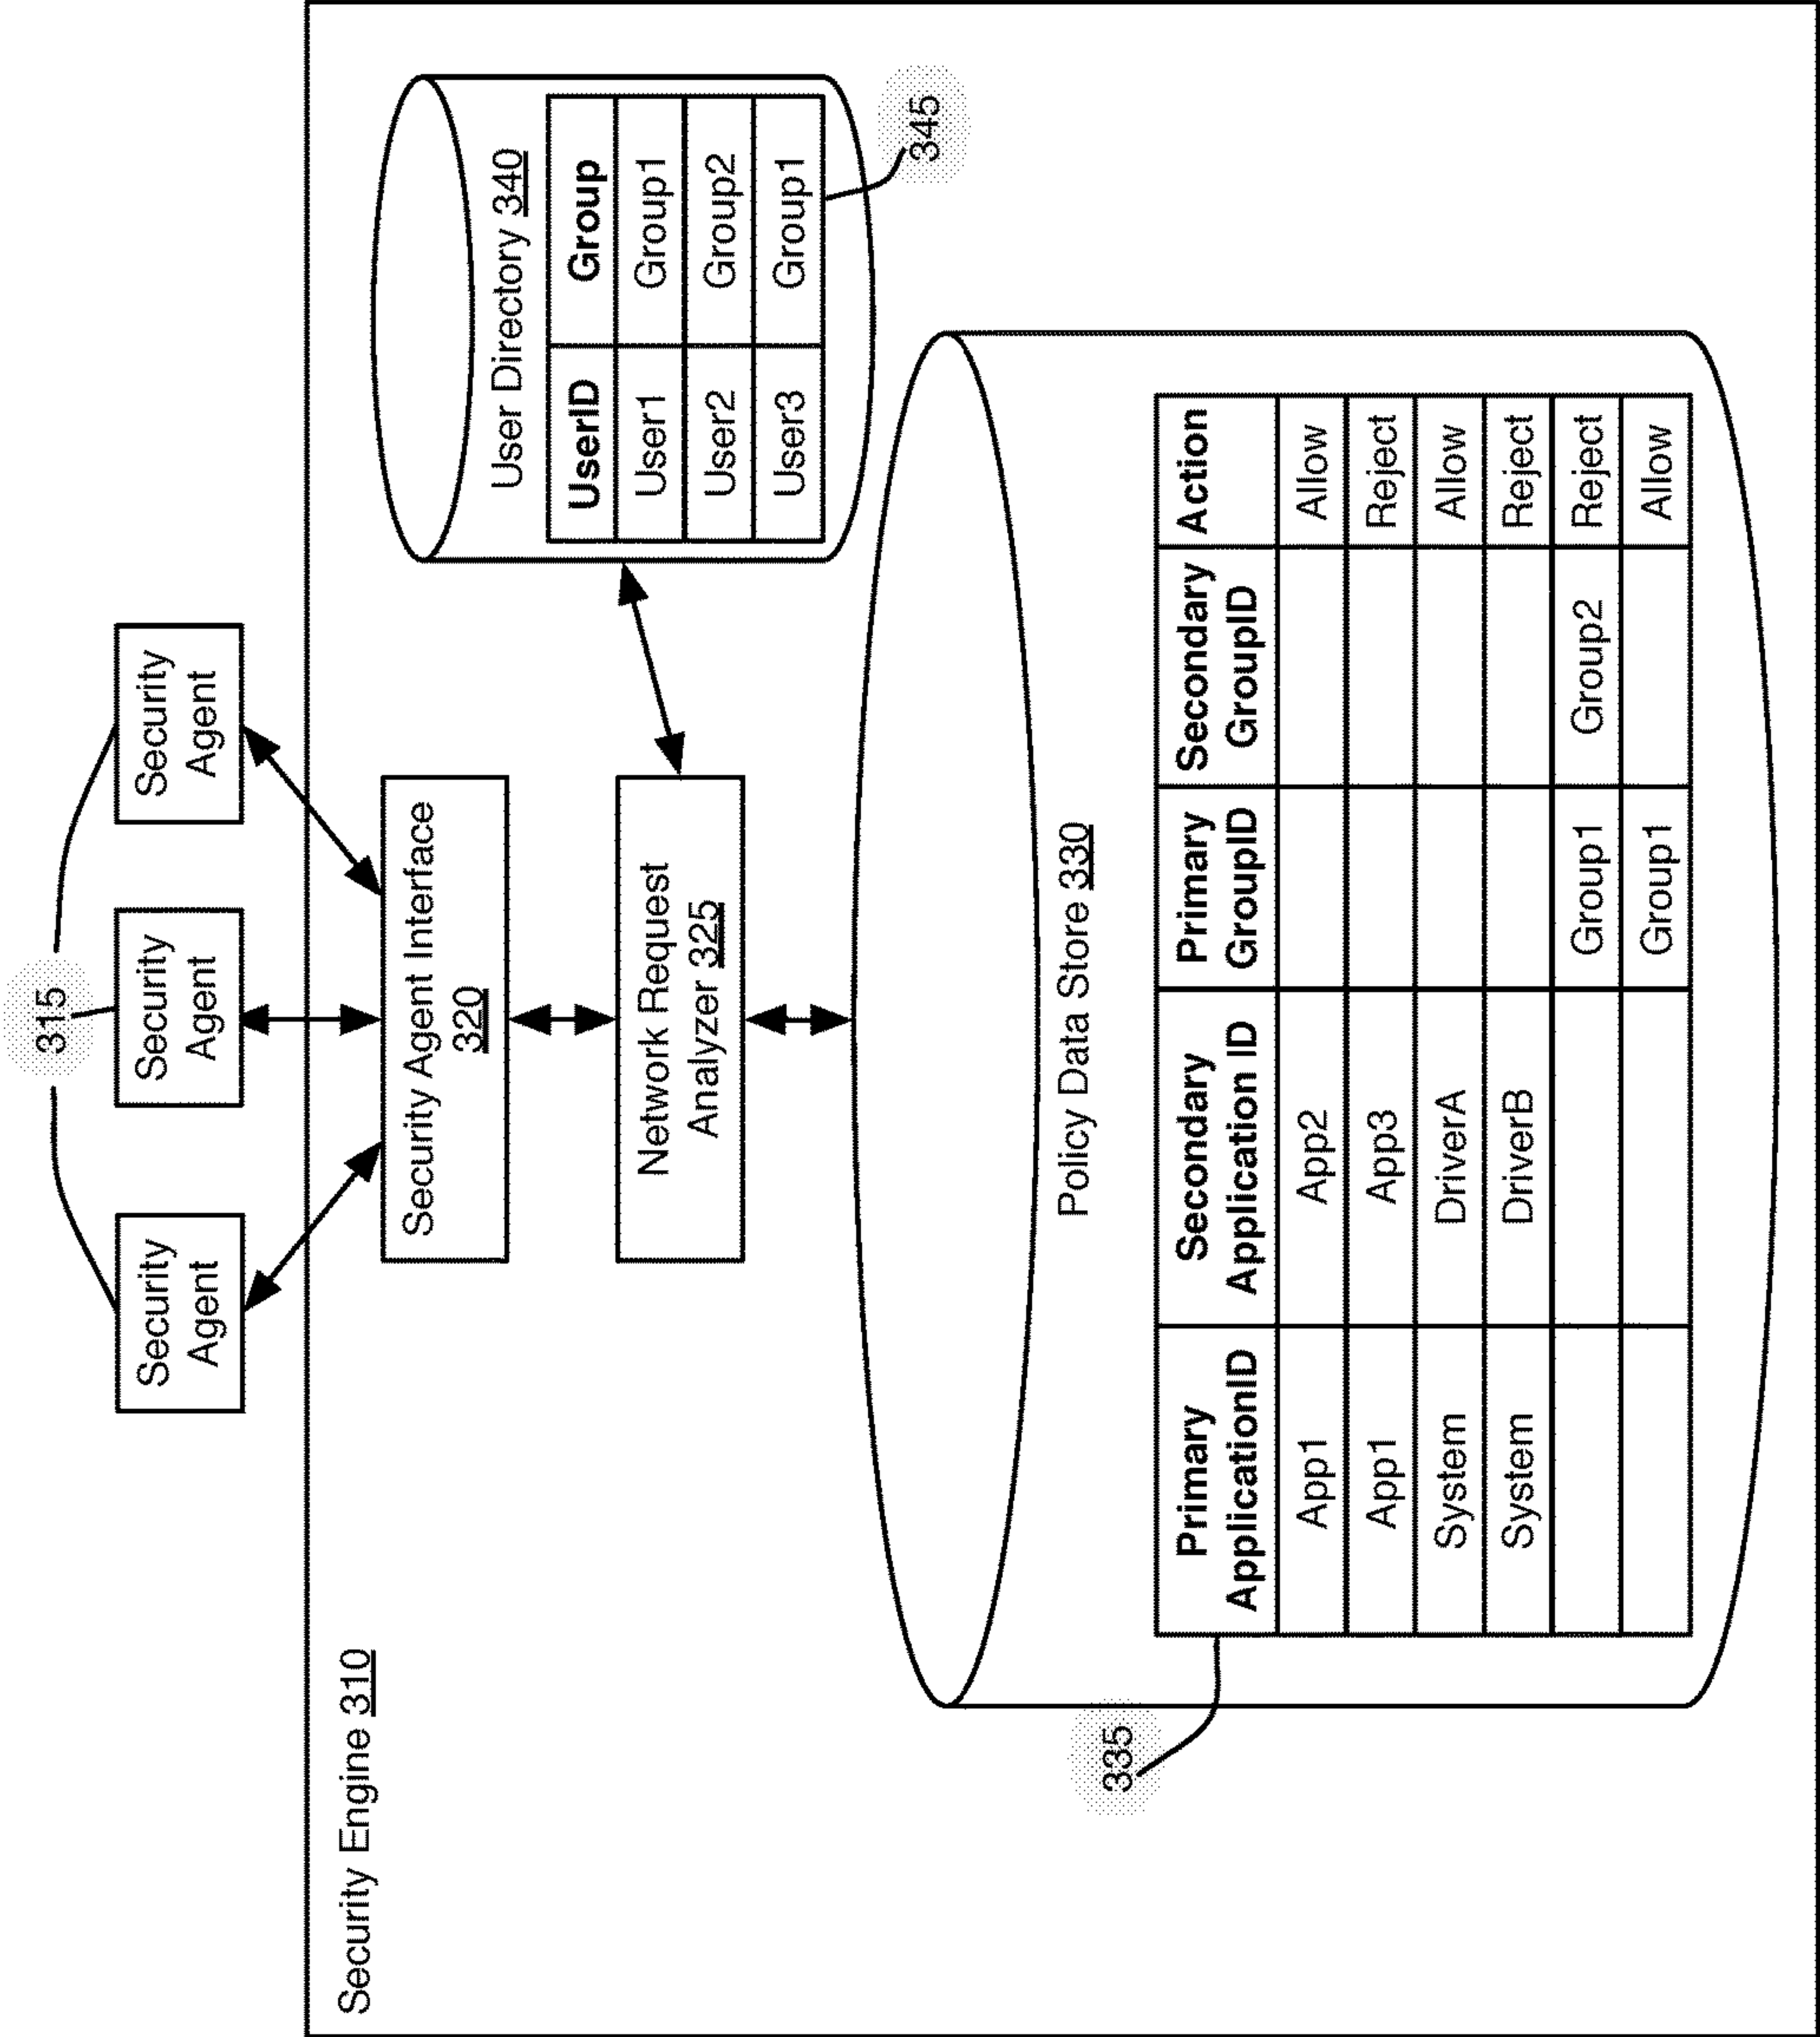 315
Security
Agent
Security
Agent
Security
Agent
Security Engine 310
Security Agent Interface
320
Network Request
Analyzer 325
User Directory 340
UserID Group
User1 Group1
User2 Group2
User3 Group1
345
Policy Data Store 330
335
Primary
ApplicationID
Secondary
Application ID
Primary
GroupID
Secondary
GroupID
Action
App1 App2 Allow
App1 App3 Reject
System DriverA Allow
System DriverB Reject
Group1 Group2 Reject
Group1 Allow